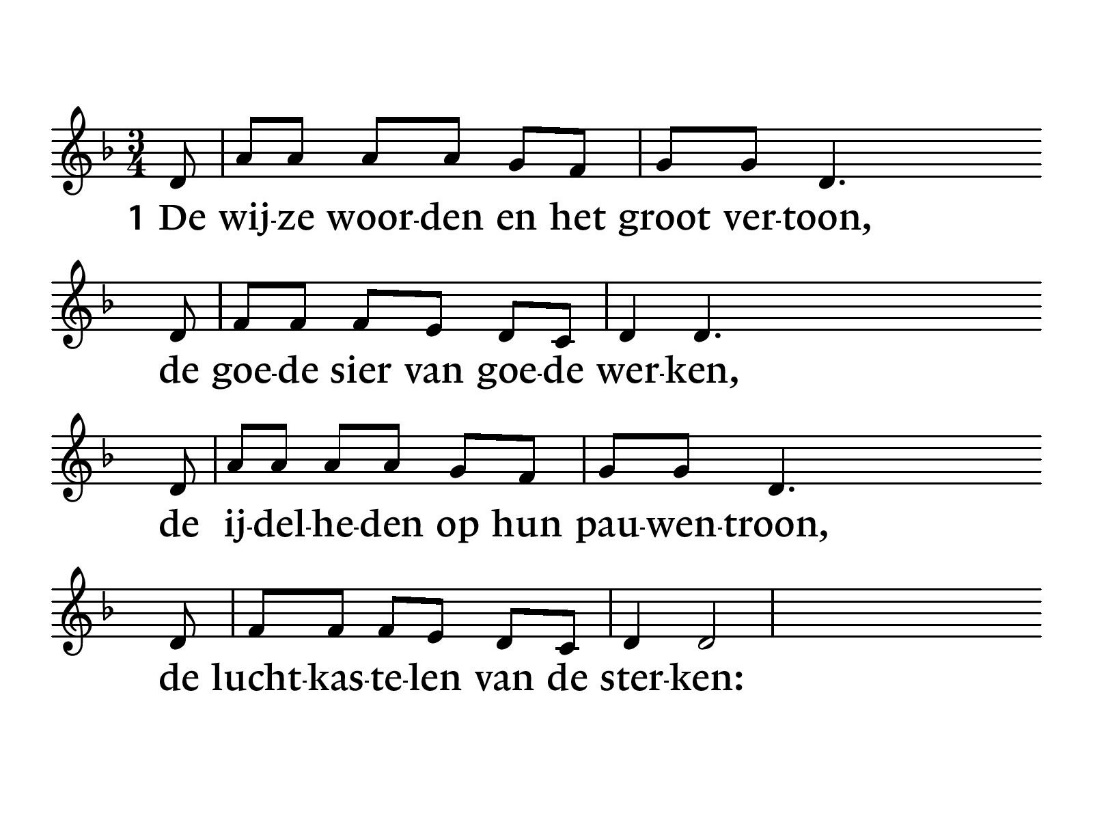 3
4
1 De wij-ze woor-den en het groot ver-toon,
de goe-de sier van goe-de wer-ken,
de ij-del-he-den op hun pau-wen-troon,
de lucht-kas-te-len van de ster-ken: